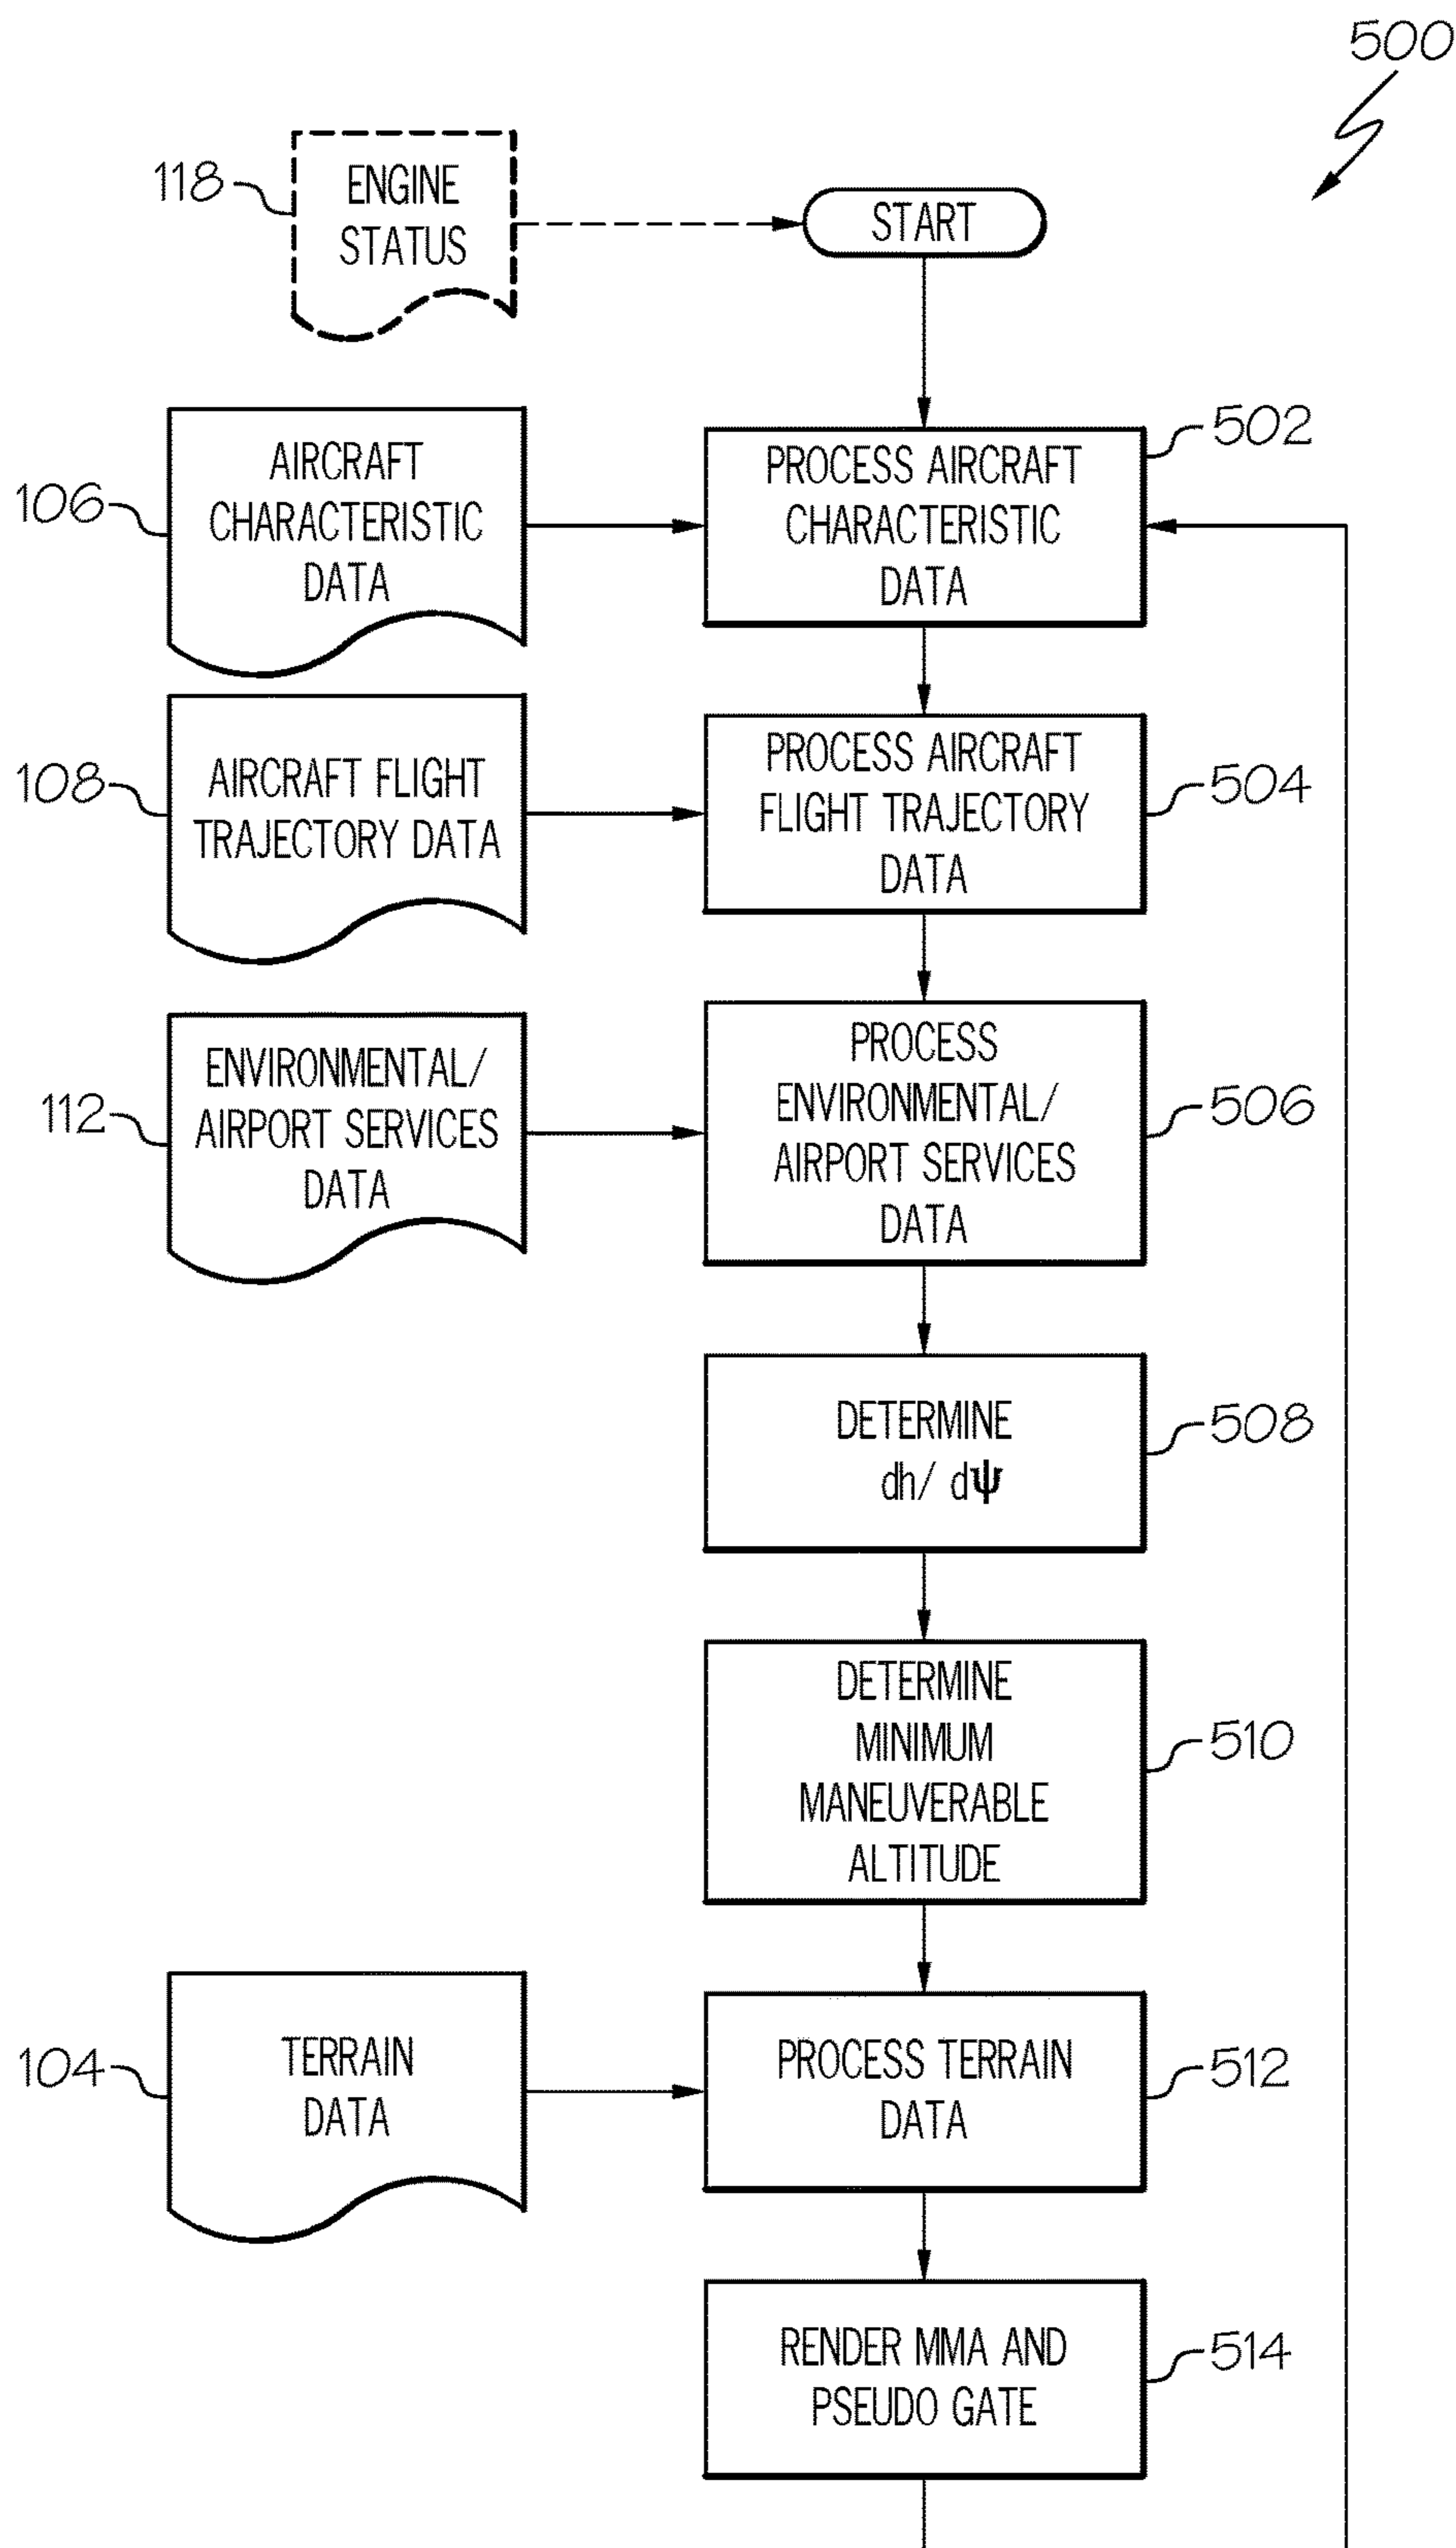 500
118
ENGINE
STATUS
START
106
AIRCRAFT
CHARACTERISTIC
DATA
PROCESS AIRCRAFT
CHARACTERISTIC
DATA
502
108
AIRCRAFT FLIGHT
TRAJECTORY DATA
PROCESS AIRCRAFT
FLIGHT TRAJECTORY
DATA
504
112
ENVIRONMENTAL/
AIRPORT SERVICES
DATA
PROCESS
ENVIRONMENTAL/
AIRPORT SERVICES
DATA
506
DETERMINE
dh/ dψ
508
DETERMINE
MINIMUM
MANEUVERABLE
ALTITUDE
510
104
TERRAIN
DATA
PROCESS TERRAIN
DATA
512
RENDER MMA AND
PSEUDO GATE
514